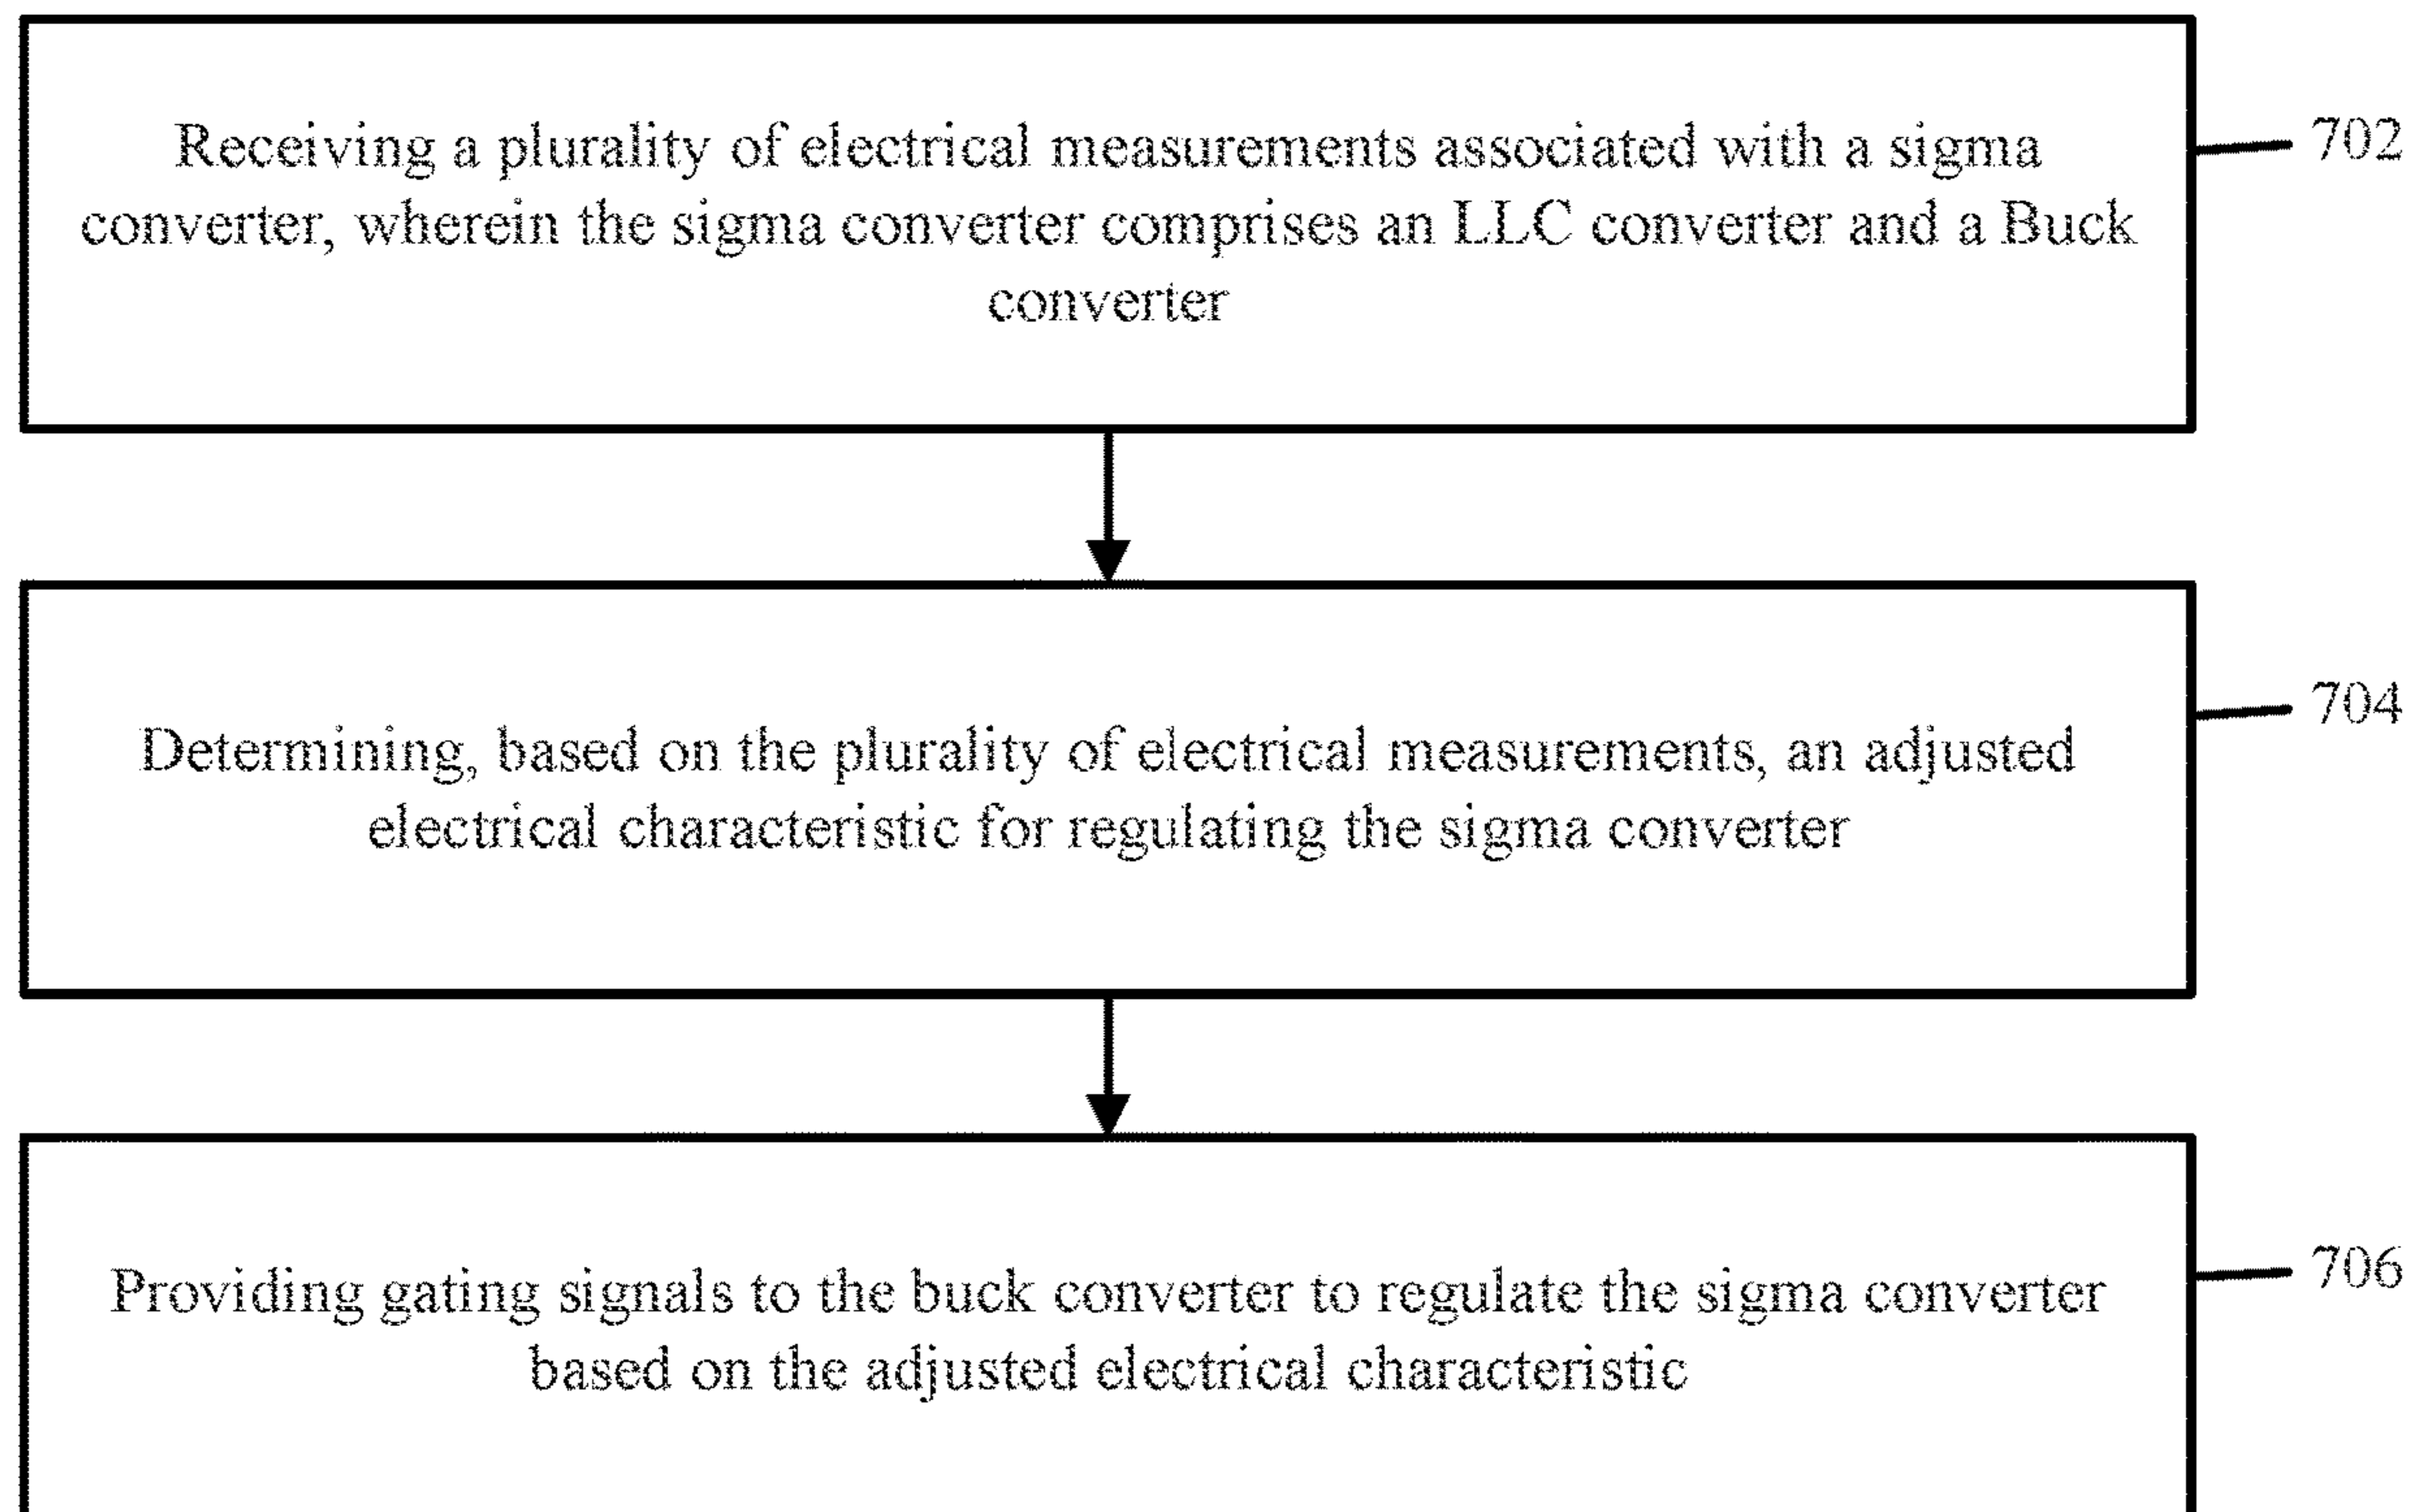 Receiving a plurality of electrical measurements associated with a sigma
converter, wherein the sigma converter comprises an LLC converter and a Buck
converter
702
Determining, based on the plurality of electrical measurements, an adjusted
electrical characteristic for regulating the sigma converter
704
Providing gating signals to the buck converter to regulate the sigma converter
based on the adjusted electrical characteristic
706